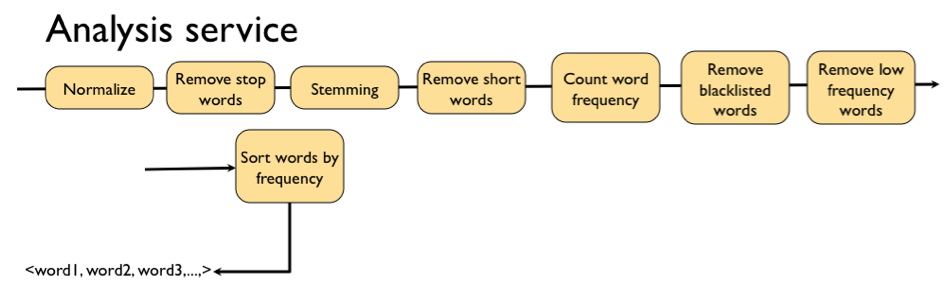 Analysis service
Normalize
Remove stop
words
Stemming
Remove short
words
Count word
frequency
Remove
blacklisted
words
Remove low
frequency
words
Sort words by
frequency
<word1, word2, word3,...,>